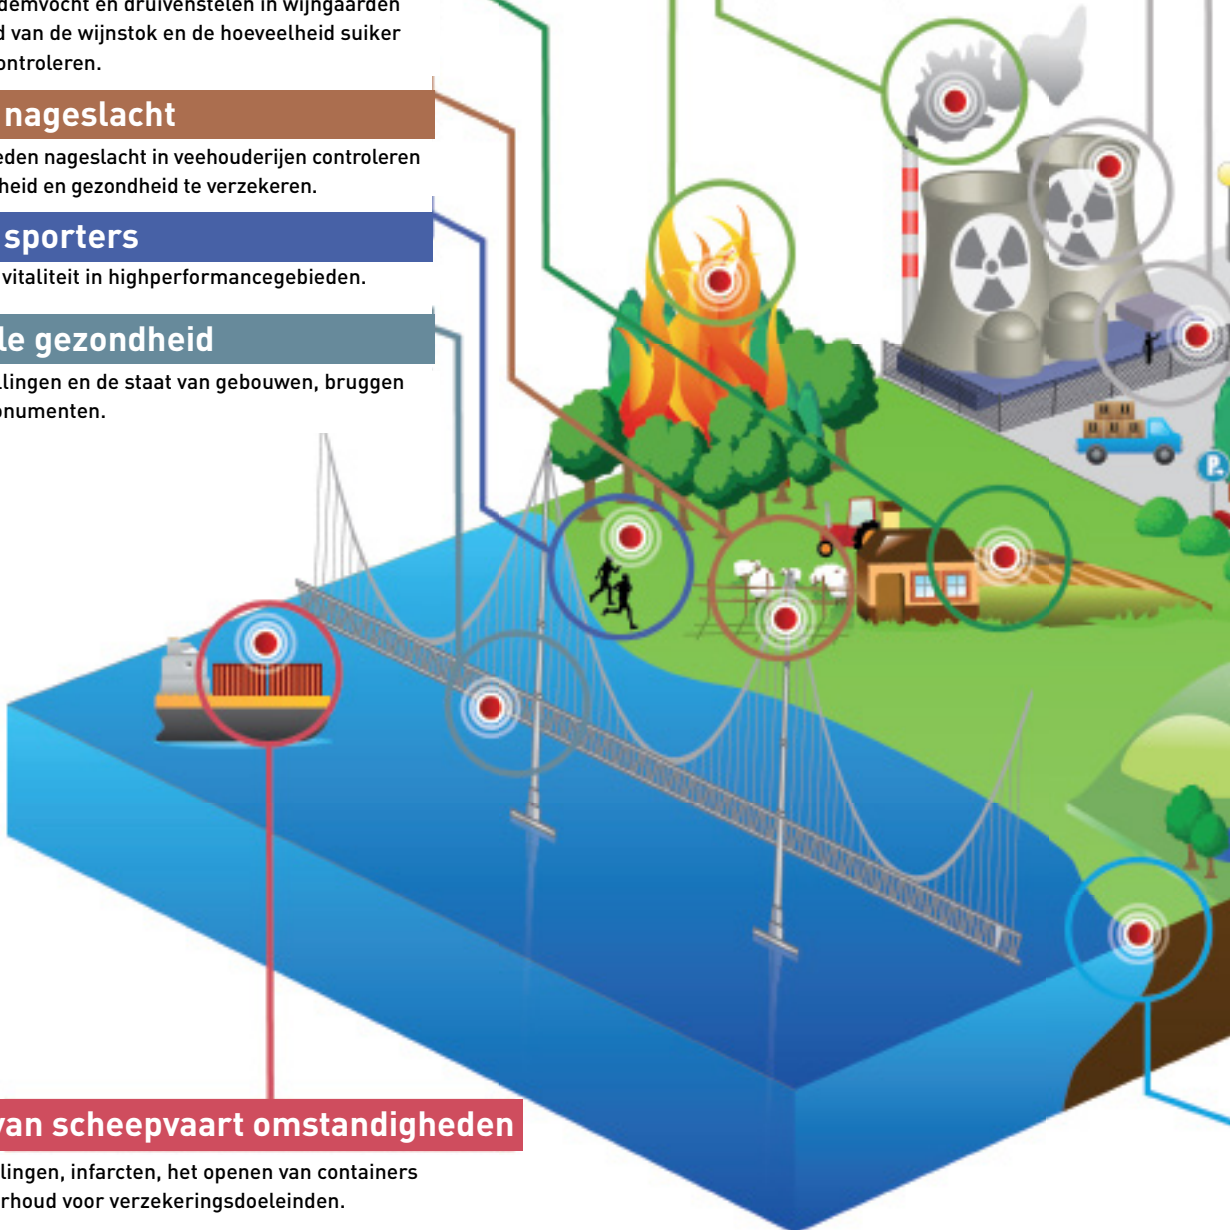 demvocht en druivenstelen in wijngaarden
d van de wijnstok en de hoeveelheid suiker
ontroleren.
nageslacht
eden nageslacht in veehouderijen controleren
heid en gezondheid te verzekeren.
sporters
vitaliteit in highperformancegebieden.
le gezondheid
llingen en de staat van gebouwen, bruggen
onumenten.
P
van scheepvaart omstandigheden
lingen, infarcten, het openen van containers
rhoud voor verzekeringsdoeleinden.